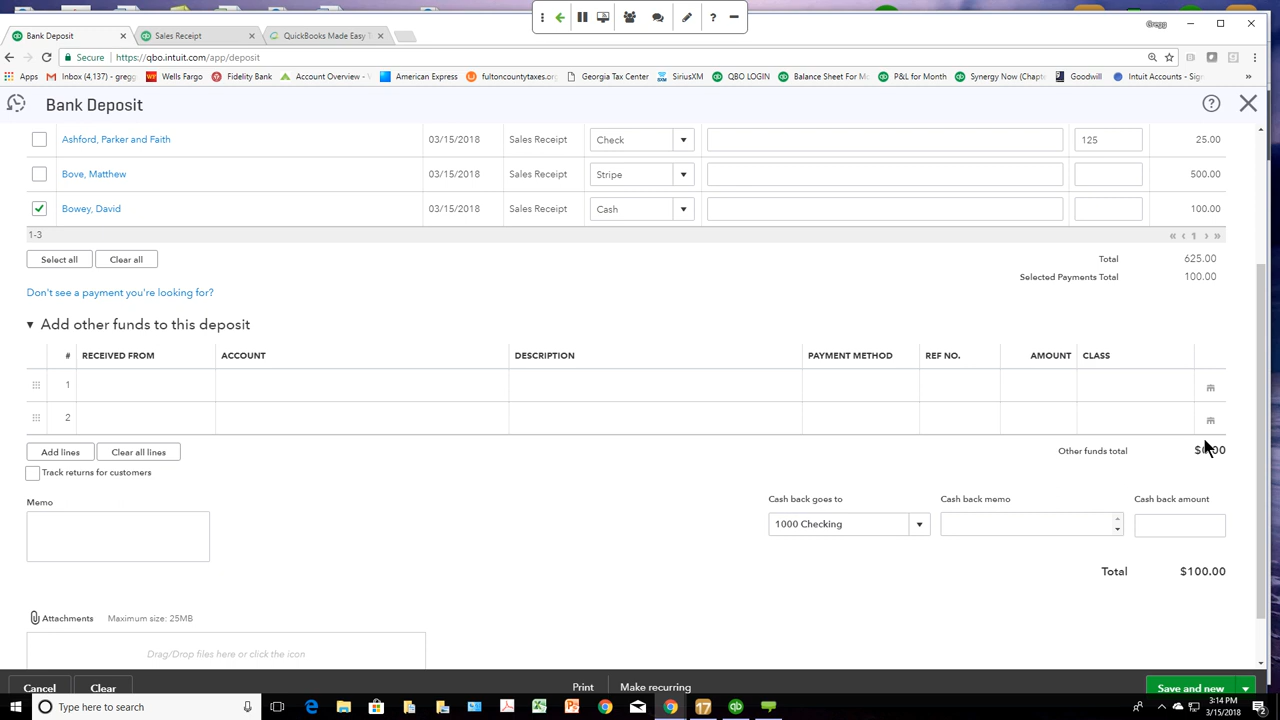 Gregg
Bank Deposit
Sales Receipt
QuickBooks Made Easy T
Secure
https://qbo.intuit.com/app/deposit
Apps
Inbox (4,137) - gregg
Wells Fargo
Fidelity Bank
Account Overview -
American Express
fultoncountytaxes.org
Georgia Tax Center
SiriusXM
QBO LOGIN
Balance Sheet For Mo
P&L for Month
Synergy Now (Chapt
Goodwill
Intuit Accounts - Sig
»
Bank Deposit
Ashford, Parker and Faith 03/15/2018 Sales Receipt Check 125 25.00
Bove, Matthew 03/15/2018 Sales Receipt Stripe 500.00
Bowey, David 03/15/2018 Sales Receipt Cash 100.00
1-3 « ‹ 1 › »
Select all Clear all Total 625.00
Selected Payments Total 100.00
Don't see a payment you're looking for?
Add other funds to this deposit
# RECEIVED FROM ACCOUNT DESCRIPTION PAYMENT METHOD REF NO. AMOUNT CLASS
1
2
Add lines Clear all lines Other funds total
Track returns for customers
Memo Cash back goes to Cash back memo Cash back amount
1000 Checking
Total $100.00
Attachments Maximum size: 25MB
Drag/Drop files here or click the icon
Cancel Clear Print Make recurring Save and new
Type here to search
3:14 PM
3/15/2018